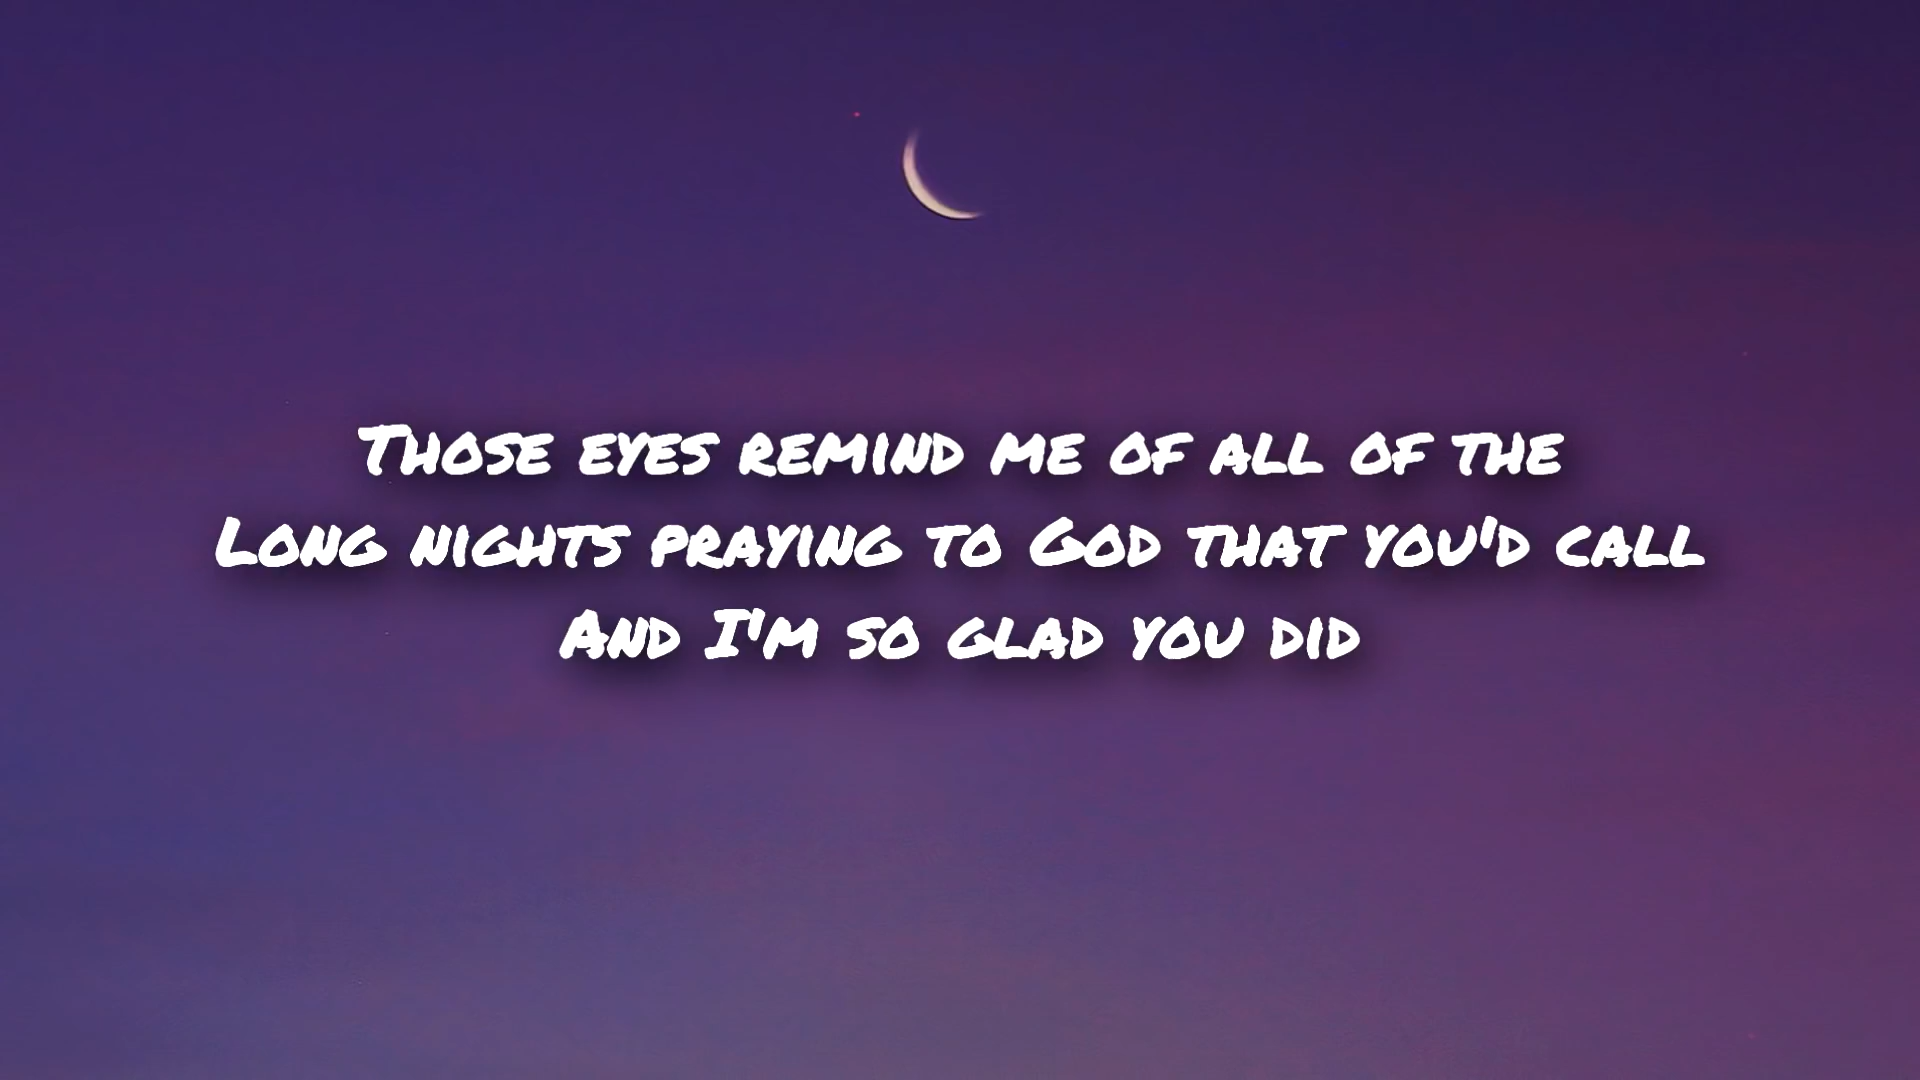 Those eyes remind me of all of the
Long nights praying to God that you'd call
And I'm so glad you did